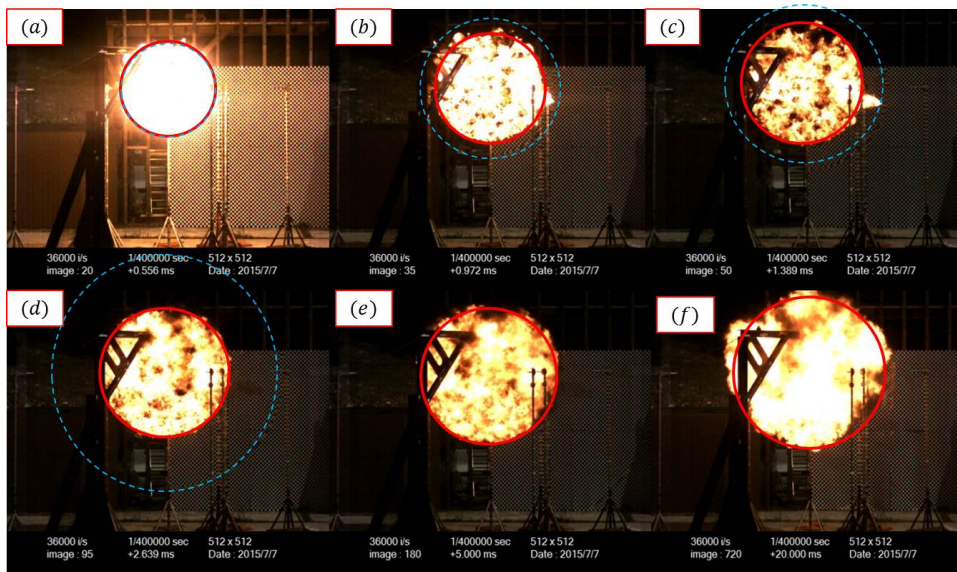 (a)
(b)
(c)
36000 i/s 1/400000 sec 512 x 512
image : 20 +0.556 ms Date : 2015/7/7
36000 i/s 1/400000 sec 512 x 512
image : 35 +0.972 ms Date : 2015/7/7
36000 i/s 1/400000 sec 512 x 512
image : 50 +1.389 ms Date : 2015/7/7
(d)
(e)
(f)
36000 i/s 1/400000 sec 512 x 512
image : 95 +2.639 ms Date : 2015/7/7
36000 i/s 1/400000 sec 512 x 512
image : 180 +5.000 ms Date : 2015/7/7
36000 i/s 1/400000 sec 512 x 512
image : 720 +20.000 ms Date : 2015/7/7